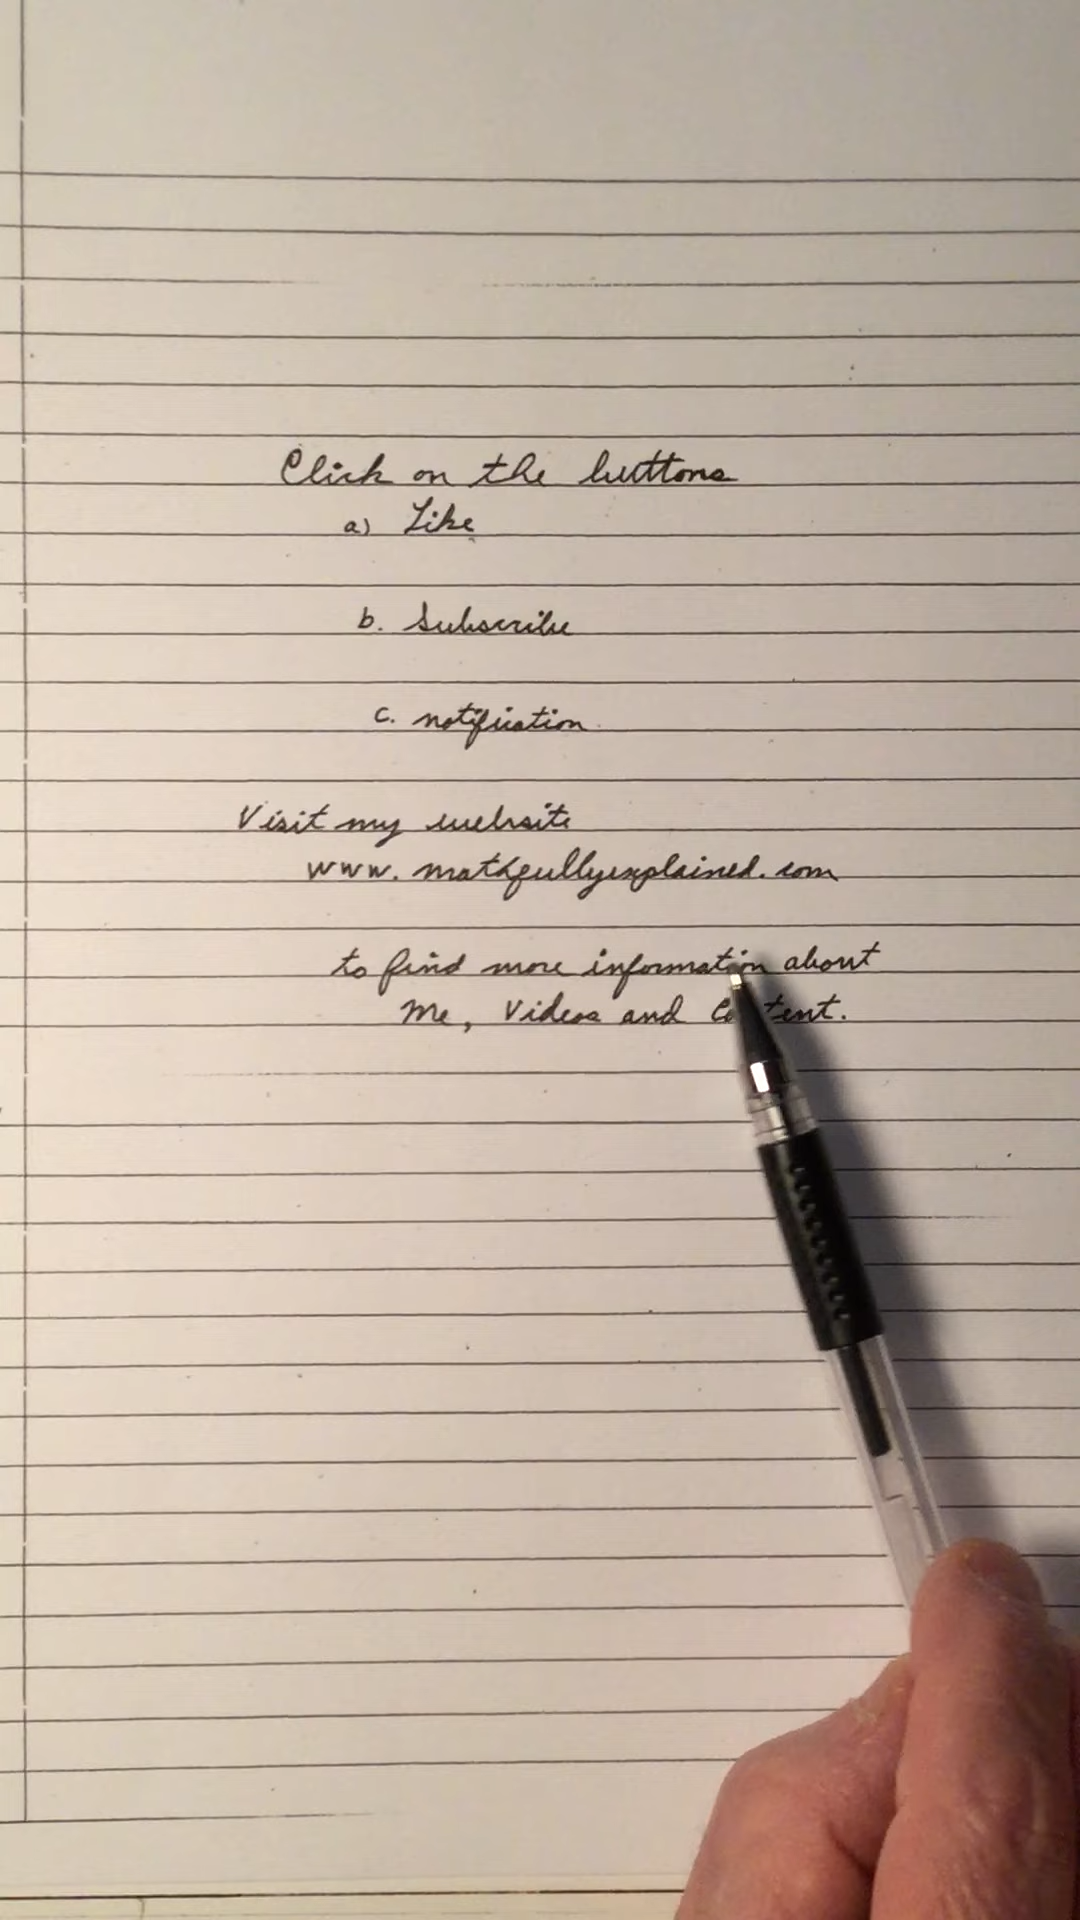 Click on the buttons
a) Like
b. Subscribe
c. notification
Visit my website
www.mathfullyexplained.com
to find more information about
Me, Videos and Content.